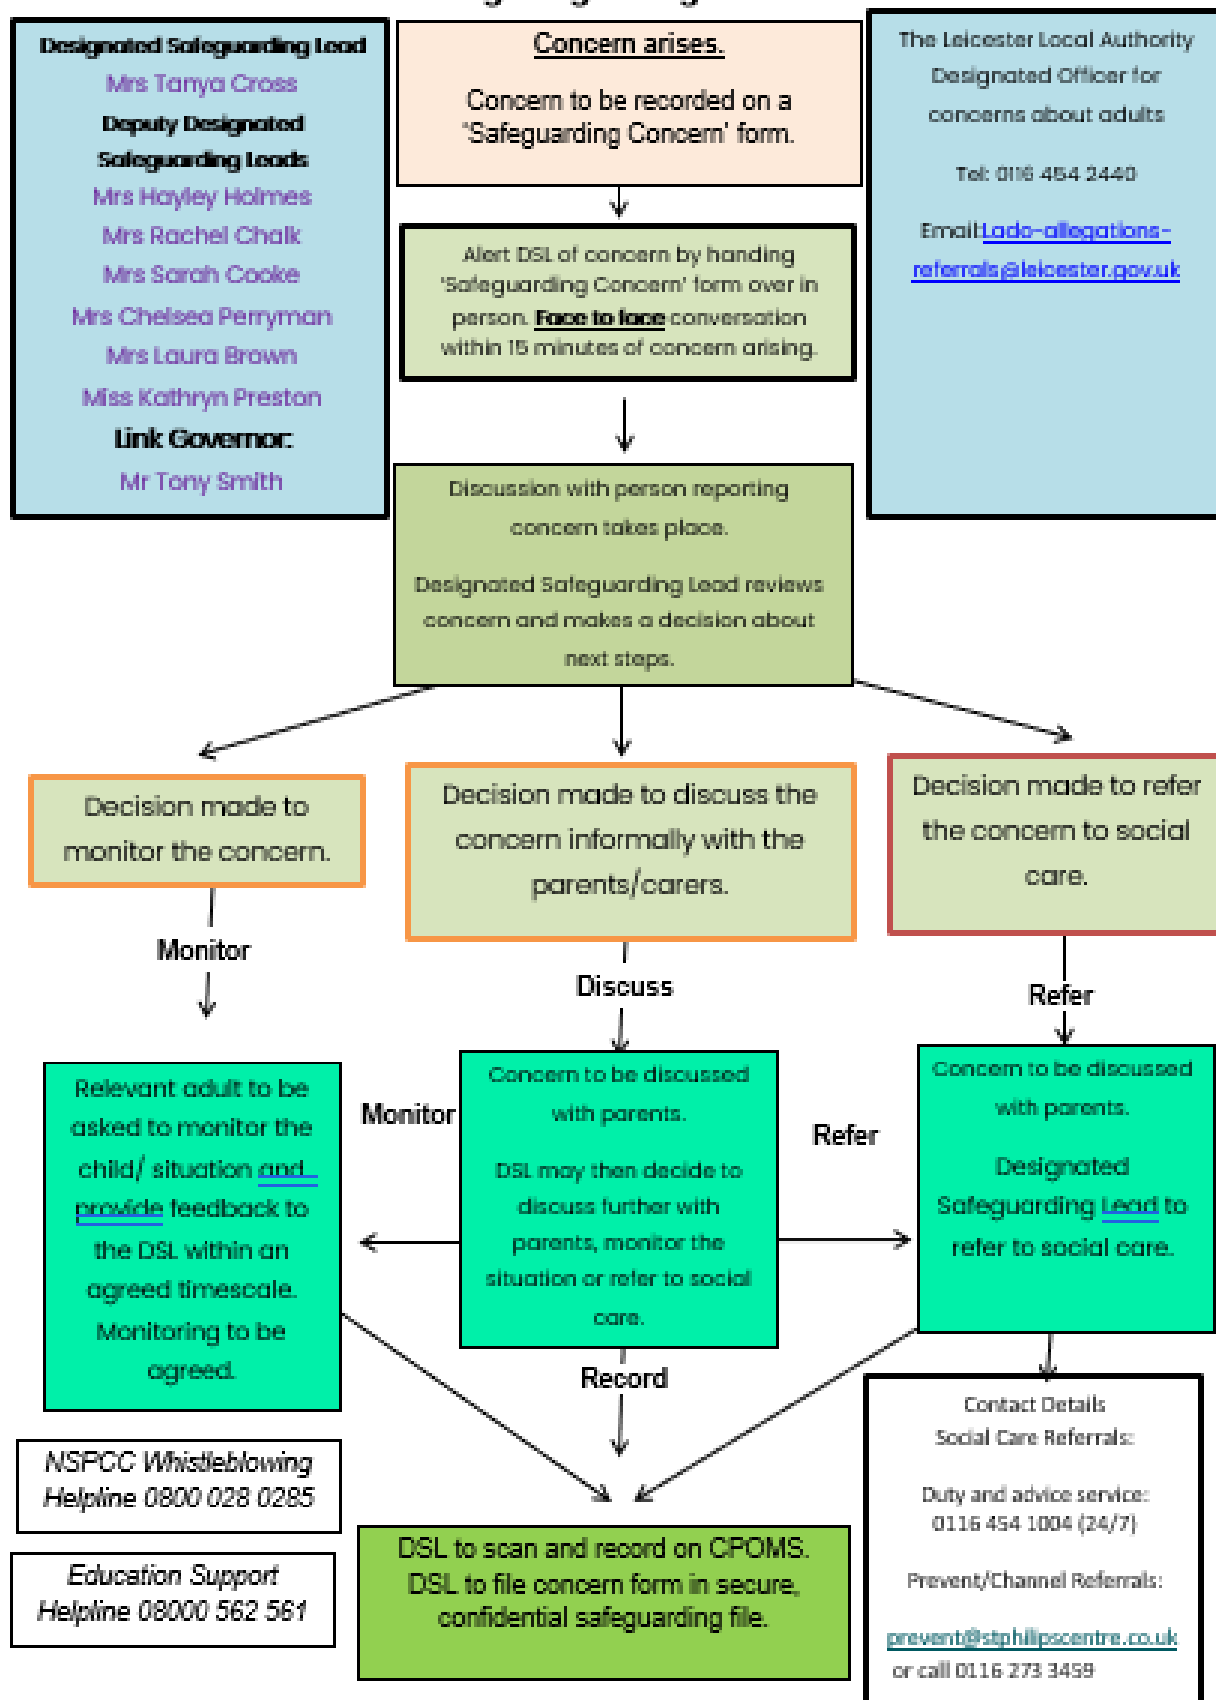 Designated Safeguarding Lead
Mrs Tanya Cross
Deputy Designated
Safeguarding Leads
Mrs Hayley Holmes
Mrs Rachel Chalk
Mrs Sarah Cooke
Mrs Chelsea Perryman
Mrs Laura Brown
Miss Kathryn Preston
Link Governor:
Mr Tony Smith
Concern arises.
Concern to be recorded on a
'Safeguarding Concern' form.
The Leicester Local Authority
Designated Officer for
concerns about adults
Tel: 0116 454 2440
Email:Lado-allegations-
referrals@leicester.gov.uk
Alert DSL of concern by handing
'Safeguarding Concern' form over in
person. Face to face conversation
within 15 minutes of concern arising.
Discussion with person reporting
concern takes place.
Designated Safeguarding Lead reviews
concern and makes a decision about
next steps.
Decision made to
monitor the concern.
Decision made to discuss the
concern informally with the
parents/carers.
Decision made to refer
the concern to social
care.
Monitor
Discuss
Refer
Relevant adult to be
asked to monitor the
child/ situation and
provide feedback to
the DSL within an
agreed timescale.
Monitoring to be
agreed.
Monitor
Concern to be discussed
with parents.
DSL may then decide to
discuss further with
parents, monitor the
situation or refer to social
care.
Refer
Concern to be discussed
with parents.
Designated
Safeguarding Lead to
refer to social care.
Record
NSPCC Whistleblowing
Helpline 0800 028 0285
Education Support
Helpline 08000 562 561
DSL to scan and record on CPOMS.
DSL to file concern form in secure,
confidential safeguarding file.
Contact Details
Social Care Referrals:
Duty and advice service:
0116 454 1004 (24/7)
Prevent/Channel Referrals:
prevent@stphilipscentre.co.uk
or call 0116 273 3459